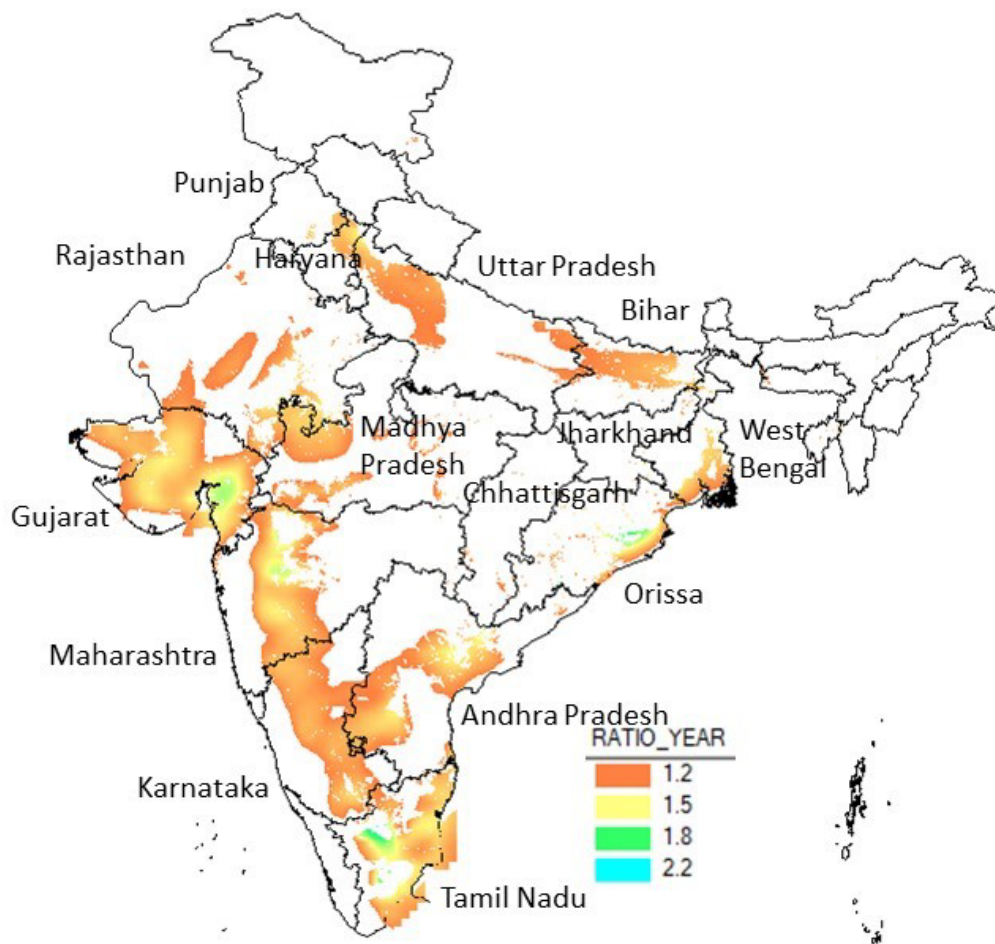 Punjab
Rajasthan
Haryana
Uttar Pradesh
Bihar
Madhya
Pradesh
Jharkhand
West
Bengal
Chhattisgarh
Gujarat
Orissa
Maharashtra
Andhra Pradesh
RATIO_YEAR
1.2
1.5
1.8
2.2
Karnataka
Tamil Nadu